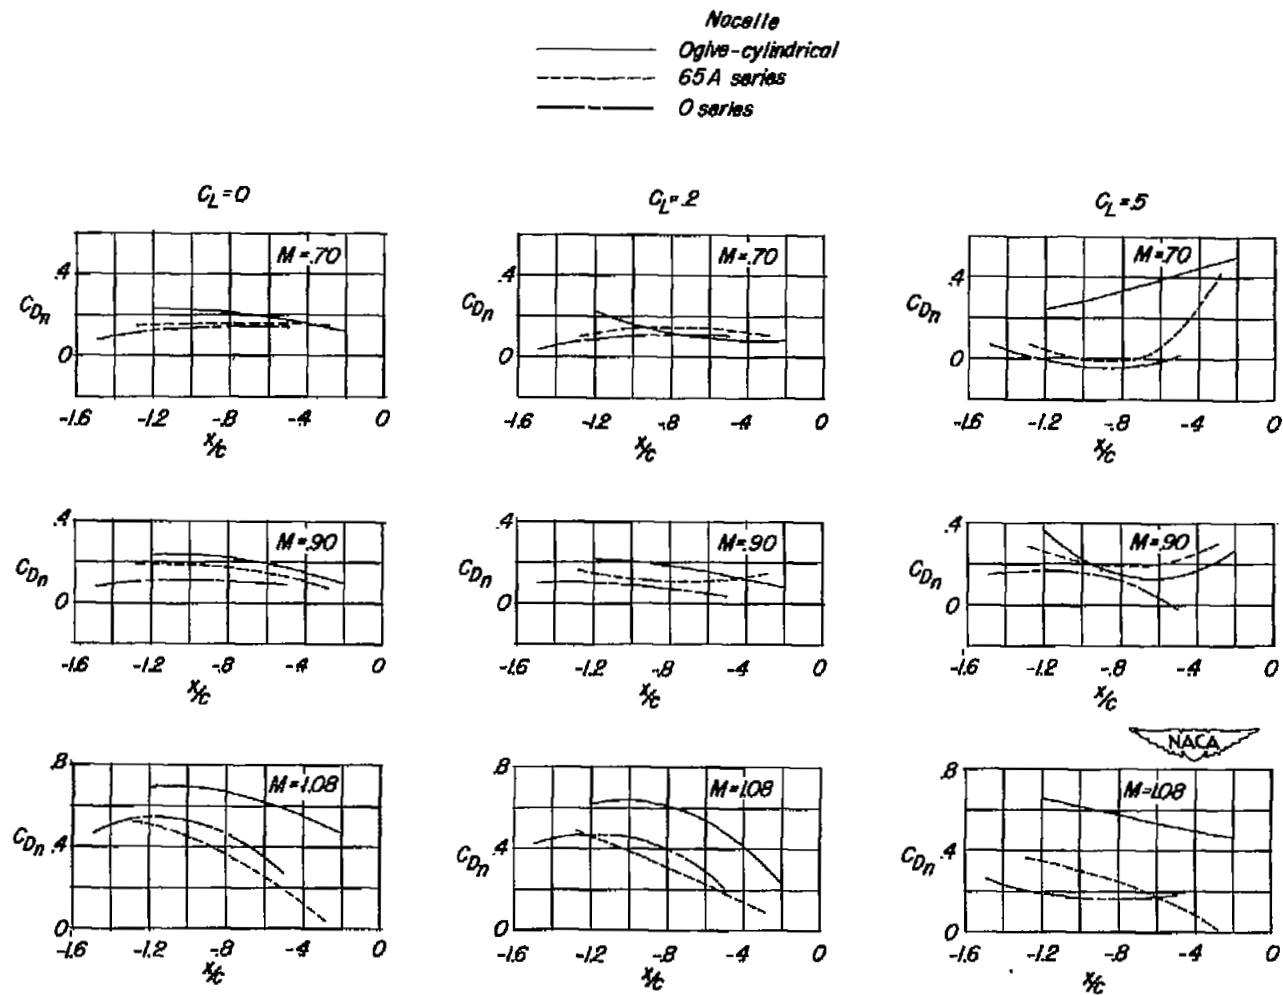 Nacelle
Ogive-cylindrical
65A series
O series
C_L=0
C_L=.2
C_L=.5
M=.70
.4
C_Dn
0
-1.6 -1.2 -.8 -.4 0
x/c
M=.70
.4
C_Dn
0
-1.6 -1.2 -.8 -.4 0
x/c
M=.70
.4
C_Dn
0
-1.6 -1.2 -.8 -.4 0
x/c
.4
M=.90
C_Dn
0
-1.6 -1.2 -.8 -.4 0
x/c
.4
M=.90
C_Dn
0
-1.6 -1.2 -.8 -.4 0
x/c
.4
M=.90
C_Dn
0
-1.6 -1.2 -.8 -.4 0
x/c
NACA
.8
M=1.08
.4
C_Dn
0
-1.6 -1.2 -.8 -.4 0
x/c
.8
M=1.08
.4
C_Dn
0
-1.6 -1.2 -.8 -.4 0
x/c
.8
M=1.08
.4
C_Dn
0
-1.6 -1.2 -.8 -.4 0
x/c